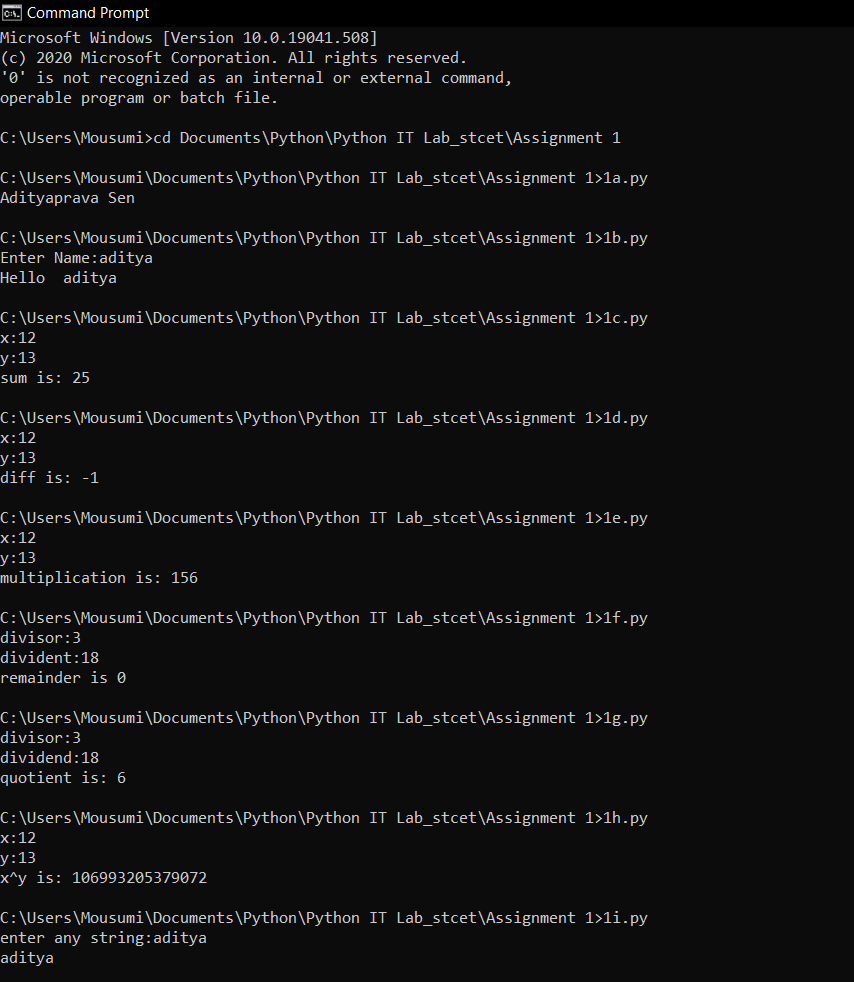 Command Prompt
Microsoft Windows [Version 10.0.19041.508]
(c) 2020 Microsoft Corporation. All rights reserved.
'0' is not recognized as an internal or external command,
operable program or batch file.
C:\Users\Mousumi>cd Documents\Python\Python IT Lab_stcet\Assignment 1
C:\Users\Mousumi\Documents\Python\Python IT Lab_stcet\Assignment 1>1a.py
Adityaprava Sen
C:\Users\Mousumi\Documents\Python\Python IT Lab_stcet\Assignment 1>1b.py
Enter Name:aditya
Hello  aditya
C:\Users\Mousumi\Documents\Python\Python IT Lab_stcet\Assignment 1>1c.py
x:12
y:13
sum is: 25
C:\Users\Mousumi\Documents\Python\Python IT Lab_stcet\Assignment 1>1d.py
x:12
y:13
diff is: -1
C:\Users\Mousumi\Documents\Python\Python IT Lab_stcet\Assignment 1>1e.py
x:12
y:13
multiplication is: 156
C:\Users\Mousumi\Documents\Python\Python IT Lab_stcet\Assignment 1>1f.py
divisor:3
divident:18
remainder is 0
C:\Users\Mousumi\Documents\Python\Python IT Lab_stcet\Assignment 1>1g.py
divisor:3
dividend:18
quotient is: 6
C:\Users\Mousumi\Documents\Python\Python IT Lab_stcet\Assignment 1>1h.py
x:12
y:13
x^y is: 106993205379072
C:\Users\Mousumi\Documents\Python\Python IT Lab_stcet\Assignment 1>1i.py
enter any string:aditya
aditya